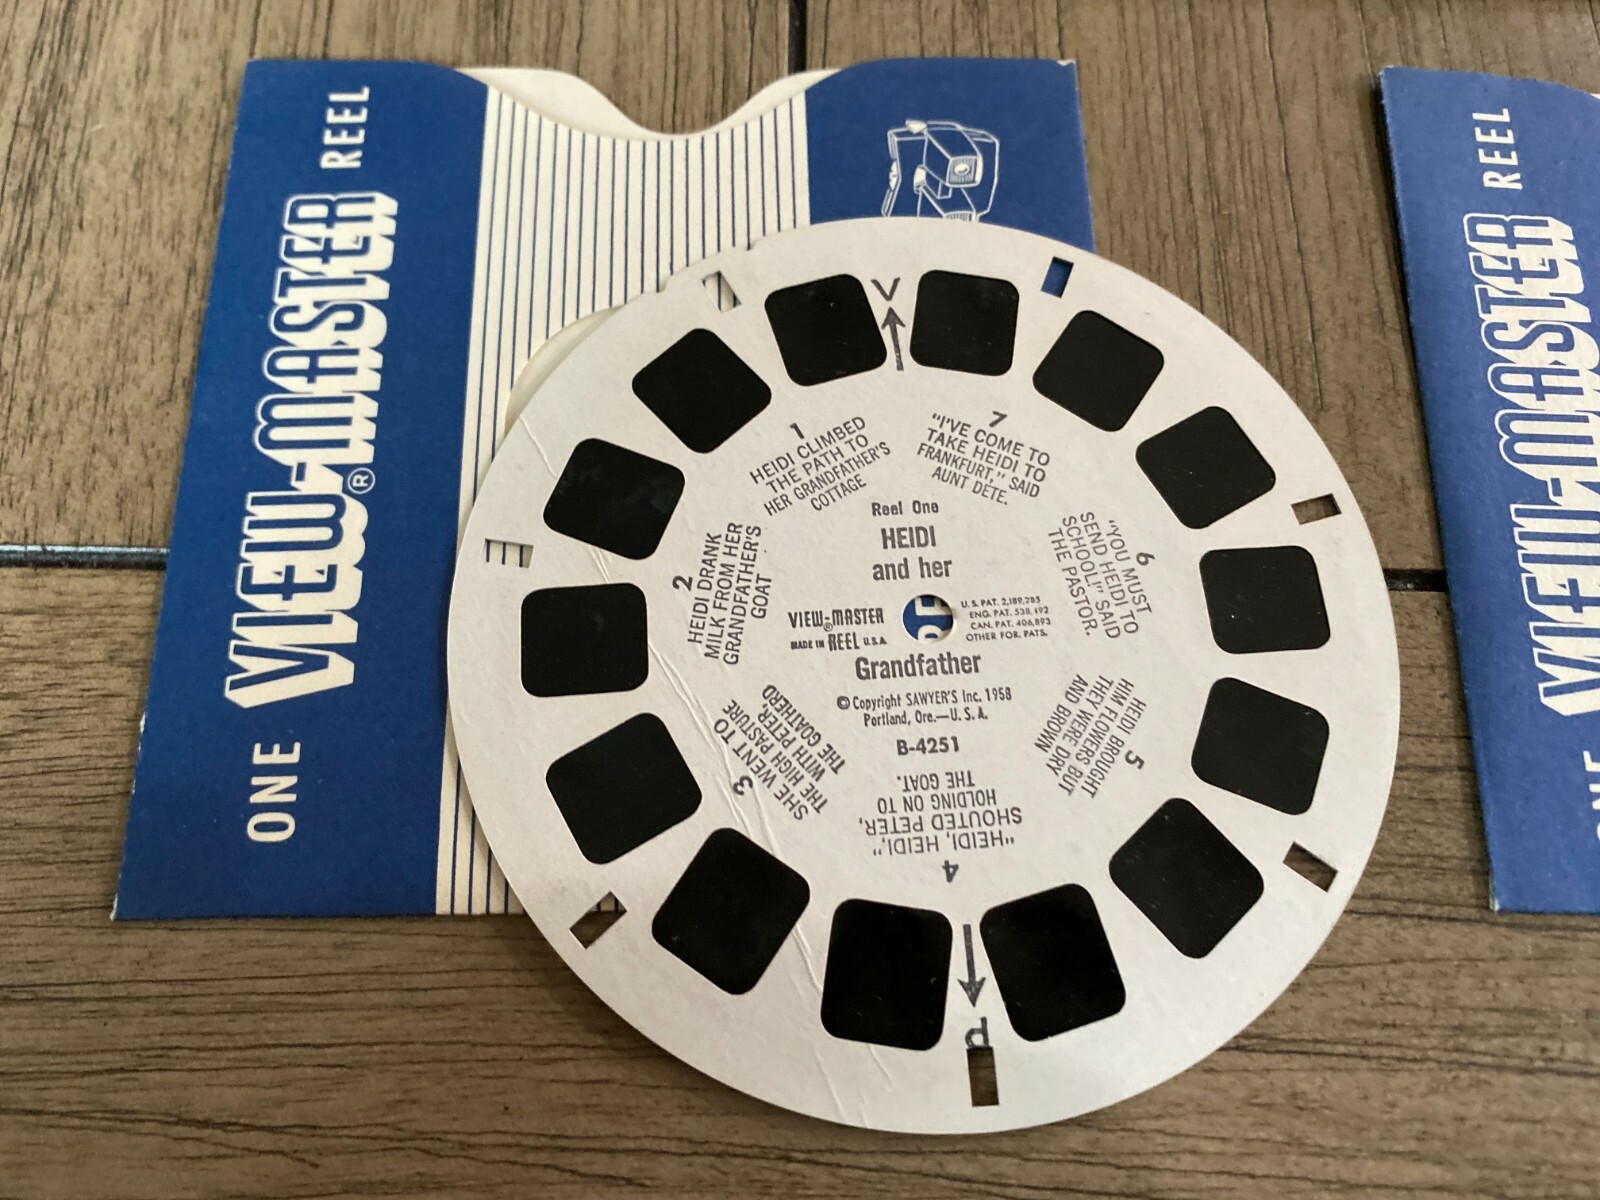 ONE VIEW-MASTER® REEL
V
1
HEIDI CLIMBED
THE PATH TO
HER GRANDFATHER'S
COTTAGE
7
"I'VE COME TO
TAKE HEIDI TO
FRANKFURT," SAID
AUNT DETE.
2
HEIDI DRANK
MILK FROM HER
GRANDFATHER'S
GOAT
Reel One
HEIDI
and her
VIEW-MASTER®
MADE IN REEL U.S.A.
U.S. PAT. 2,189,285
ENG. PAT. 538,492
CAN. PAT. 406,893
OTHER FOR. PATS.
Grandfather
© Copyright SAWYER'S Inc. 1958
Portland, Ore.—U.S.A.
B-4251
6
"YOU MUST
SEND HEIDI TO
SCHOOL!" SAID
THE PASTOR.
3
SHE WENT TO
THE HIGH PASTURE
WITH PETER,
THE GOATHERD
4
"HEIDI, HEIDI,"
SHOUTED PETER,
HOLDING ON TO
THE GOAT.
5
HEIDI BROUGHT
HIM FLOWERS BUT
THEY WERE DRY
AND BROWN
P
VIEW-MASTER REEL